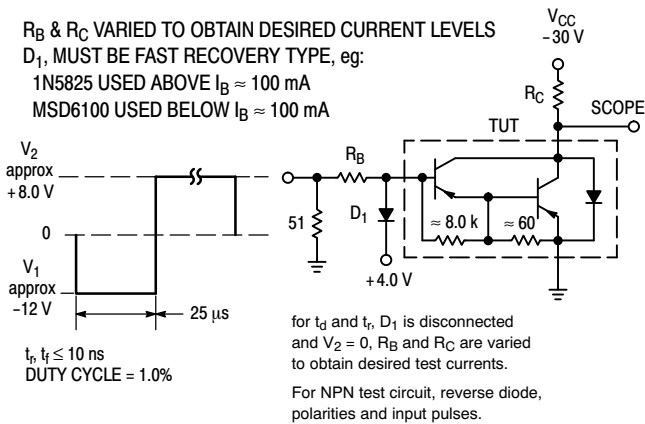 R_B & R_C VARIED TO OBTAIN DESIRED CURRENT LEVELS
D_1, MUST BE FAST RECOVERY TYPE, eg:
1N5825 USED ABOVE I_B ≈ 100 mA
MSD6100 USED BELOW I_B ≈ 100 mA
V_CC
-30 V
R_C
SCOPE
TUT
V_2
approx
+8.0 V
0
V_1
approx
-12 V
25 μs
t_r, t_f ≤ 10 ns
DUTY CYCLE = 1.0%
R_B
51
D_1
+4.0 V
≈ 8.0 k
≈ 60
for t_d and t_r, D_1 is disconnected
and V_2 = 0, R_B and R_C are varied
to obtain desired test currents.
For NPN test circuit, reverse diode,
polarities and input pulses.